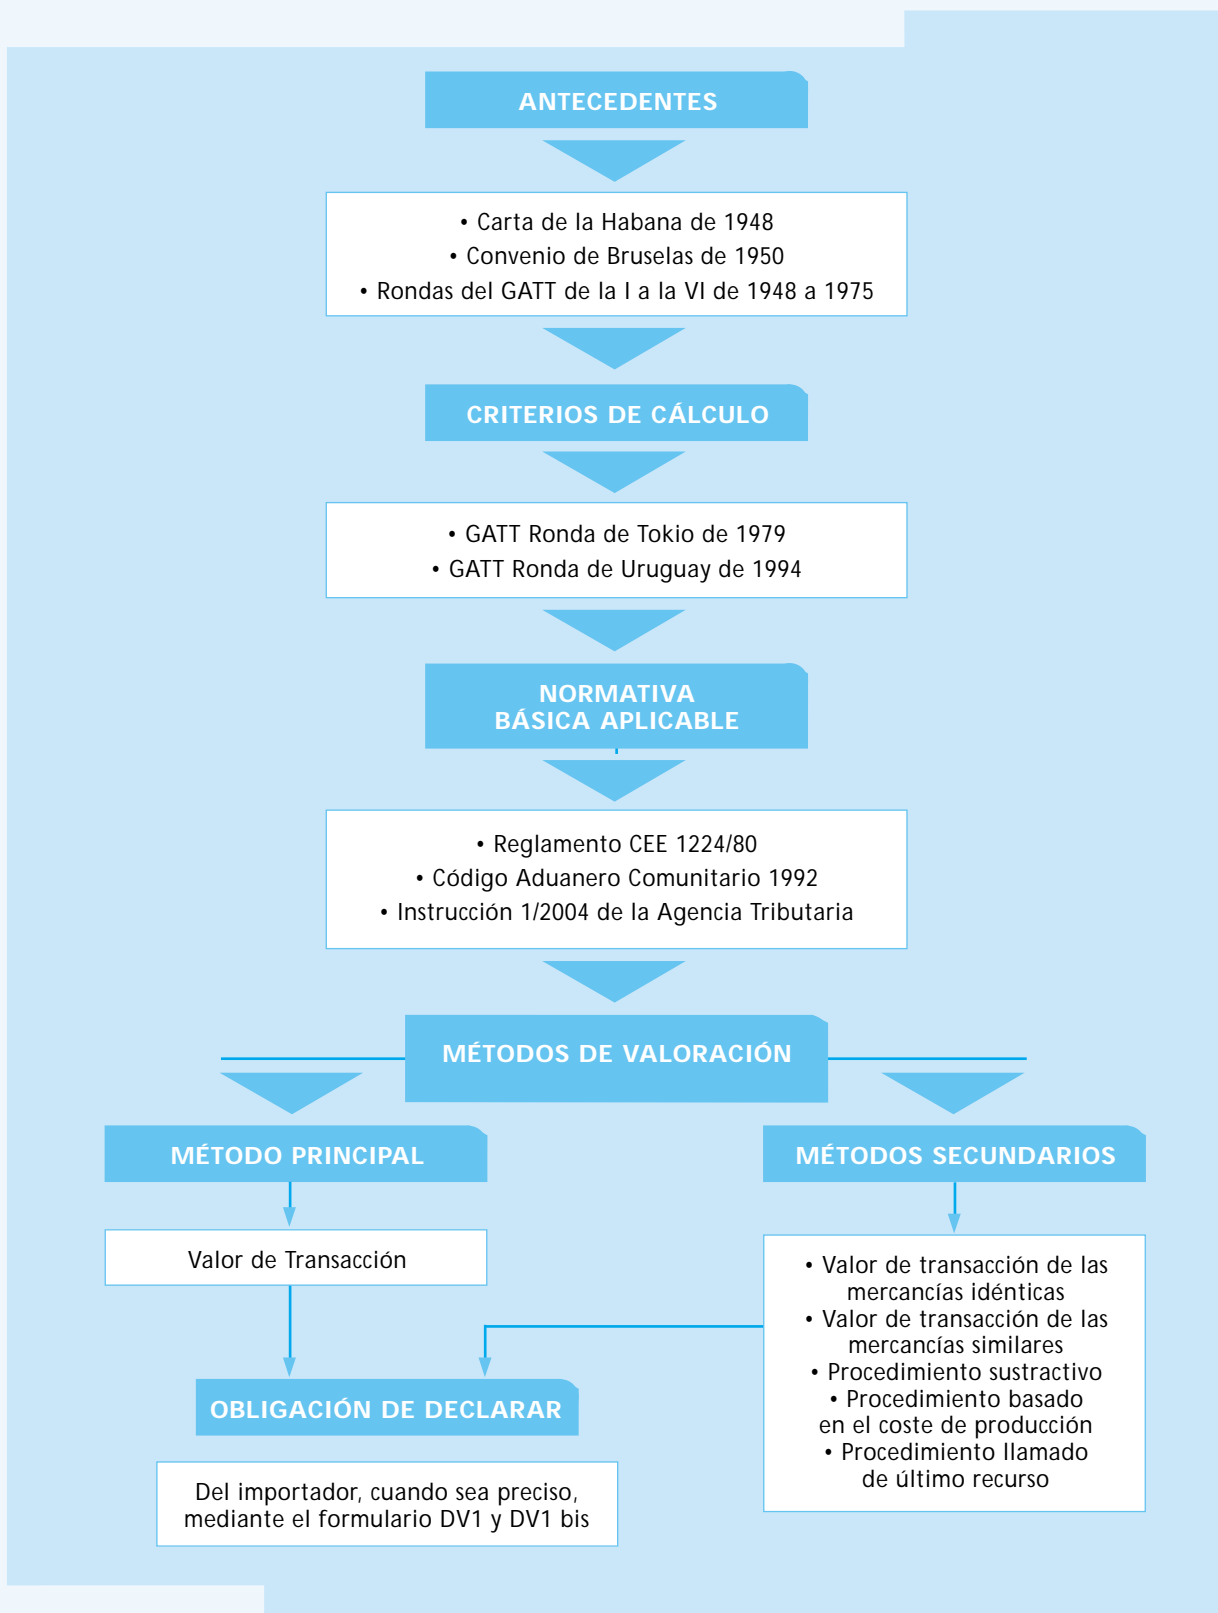 ANTECEDENTES
• Carta de la Habana de 1948
• Convenio de Bruselas de 1950
• Rondas del GATT de la I a la VI de 1948 a 1975
CRITERIOS DE CÁLCULO
• GATT Ronda de Tokio de 1979
• GATT Ronda de Uruguay de 1994
NORMATIVA
BÁSICA APLICABLE
• Reglamento CEE 1224/80
• Código Aduanero Comunitario 1992
• Instrucción 1/2004 de la Agencia Tributaria
MÉTODOS DE VALORACIÓN
MÉTODO PRINCIPAL
Valor de Transacción
MÉTODOS SECUNDARIOS
• Valor de transacción de las
mercancías idénticas
• Valor de transacción de las
mercancías similares
• Procedimiento sustractivo
• Procedimiento basado
en el coste de producción
• Procedimiento llamado
de último recurso
OBLIGACIÓN DE DECLARAR
Del importador, cuando sea preciso,
mediante el formulario DV1 y DV1 bis